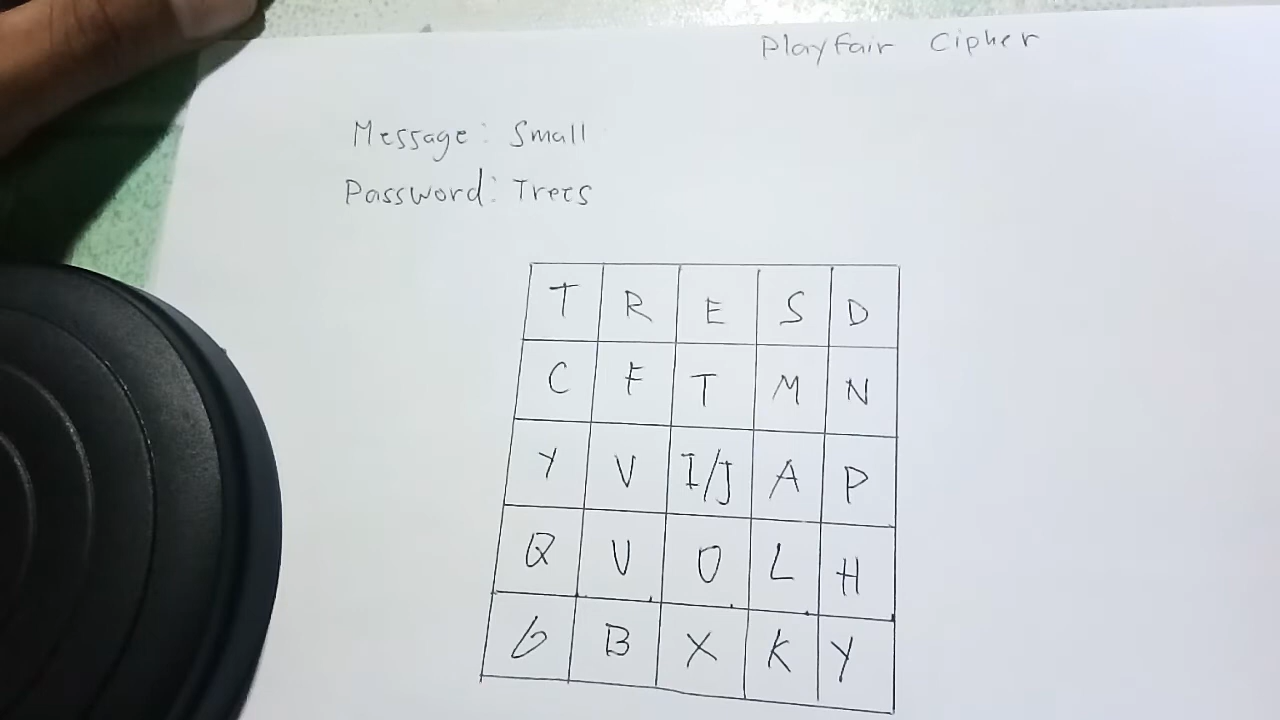 Playfair Cipher
Message: Small
Password: Trees
T R E S D
C F T M N
Y V I/J A P
Q U O L H
G B X K Y